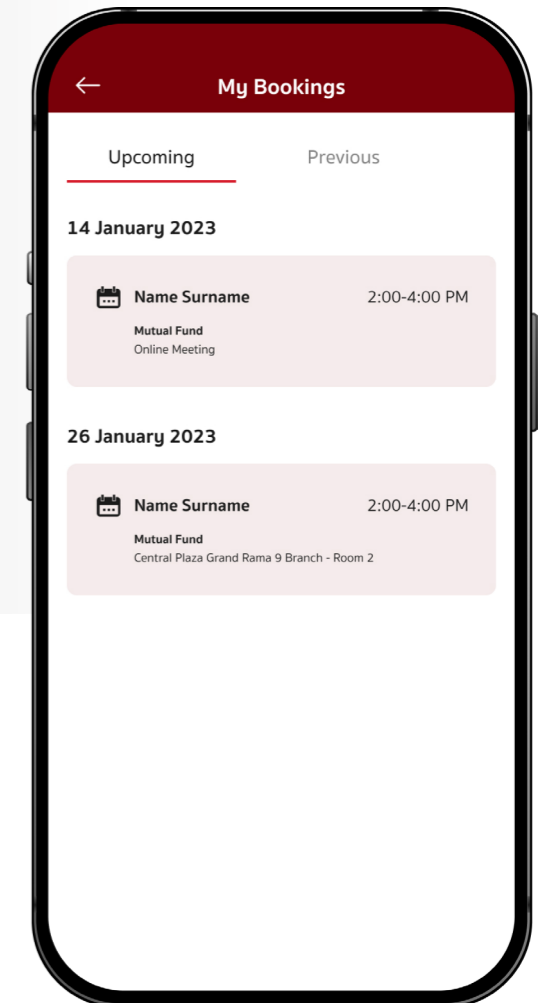 My Bookings
Upcoming Previous
14 January 2023
Name Surname 2:00-4:00 PM
Mutual Fund
Online Meeting
26 January 2023
Name Surname 2:00-4:00 PM
Mutual Fund
Central Plaza Grand Rama 9 Branch - Room 2